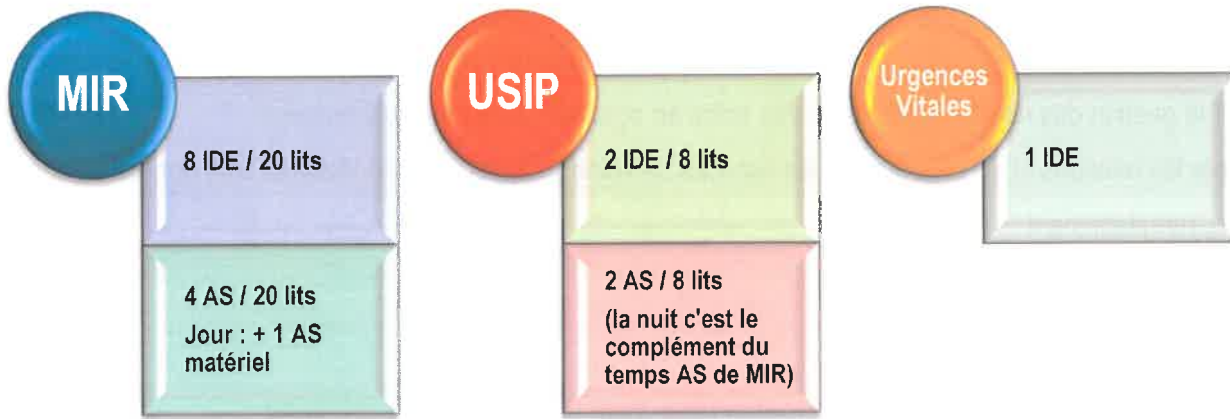 MIR
8 IDE / 20 lits
4 AS / 20 lits
Jour : + 1 AS
matériel
USIP
2 IDE / 8 lits
2 AS / 8 lits
(la nuit c'est le
complément du
temps AS de MIR)
Urgences
Vitales
1 IDE